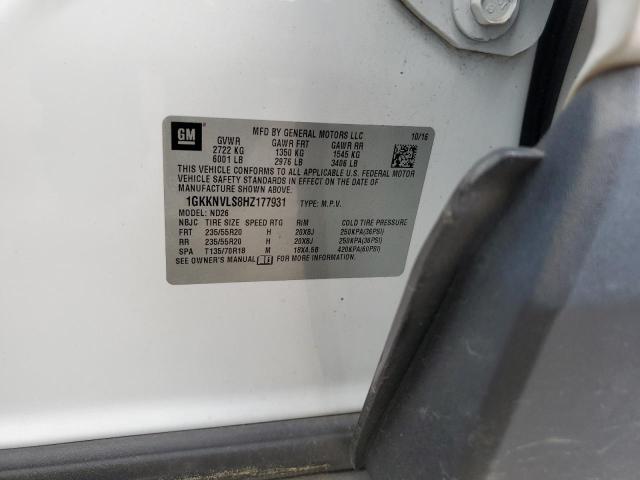 GM
MFD BY GENERAL MOTORS LLC 10/16
GVWR GAWR FRT GAWR RR
2722 KG 1350 KG 1545 KG
6001 LB 2976 LB 3406 LB
THIS VEHICLE CONFORMS TO ALL APPLICABLE U.S. FEDERAL MOTOR
VEHICLE SAFETY STANDARDS IN EFFECT ON THE DATE OF
MANUFACTURE SHOWN ABOVE.
1GKKNVLS8HZ177931 TYPE: M.P.V.
MODEL: ND26
NBJC TIRE SIZE SPEED RTG RIM COLD TIRE PRESSURE
FRT 235/55R20 H 20X8J 250KPA(36PSI)
RR 235/55R20 H 20X8J 250KPA(36PSI)
SPA T135/70R18 M 18X4.5B 420KPA(60PSI)
SEE OWNER'S MANUAL FOR MORE INFORMATION.